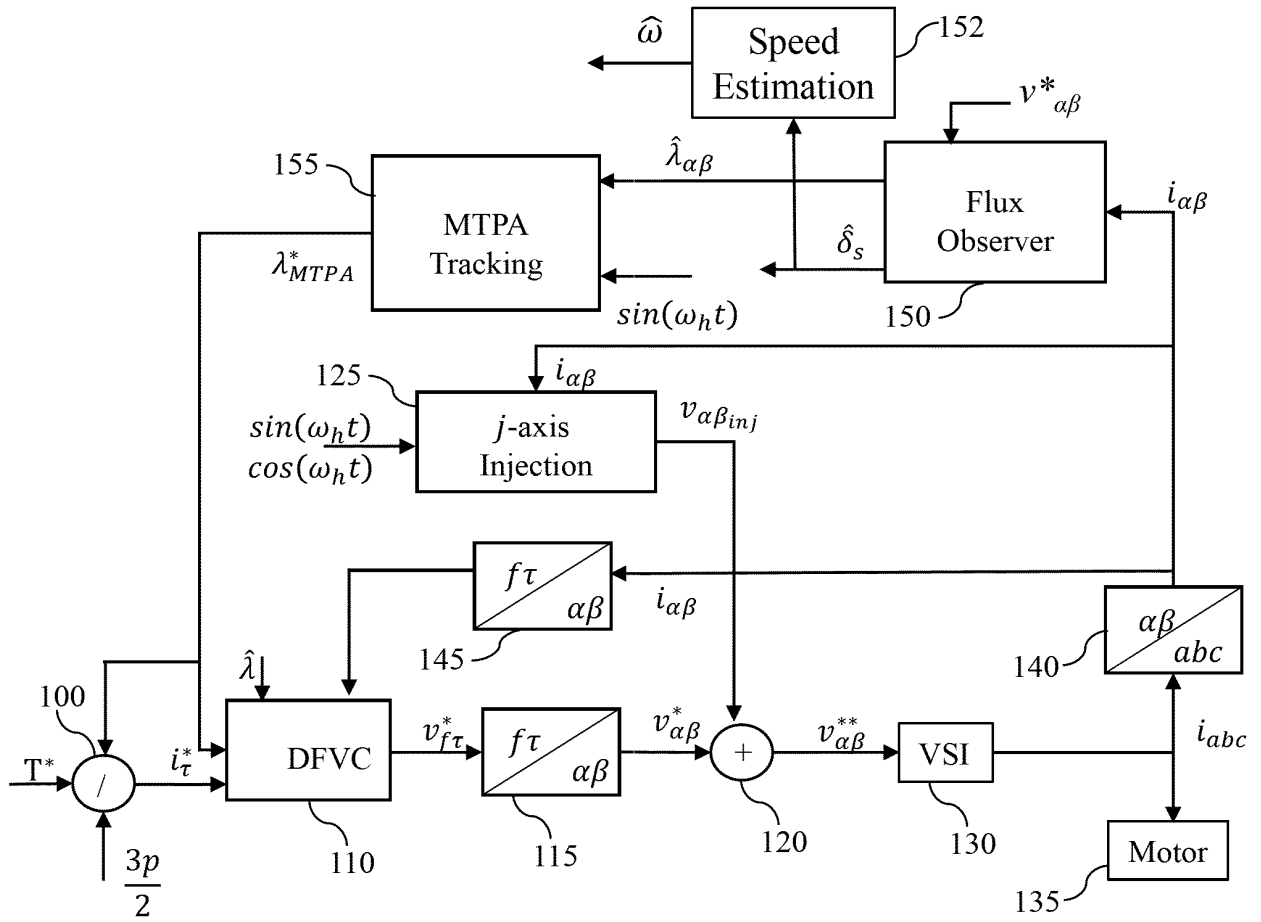 ω̂
Speed
Estimation
152
v*αβ
155
MTPA
Tracking
λ̂αβ
Flux
Observer
iαβ
δ̂s
λ*MTPA
sin(ωht)
150
125
iαβ
sin(ωht)
cos(ωht)
j-axis
Injection
vαβinj
fτ
αβ
iαβ
145
αβ
abc
140
λ̂
100
T*
/
i*τ
3p
2
DFVC
110
v*fτ
fτ
αβ
115
v*αβ
+
120
v**αβ
VSI
130
iabc
Motor
135